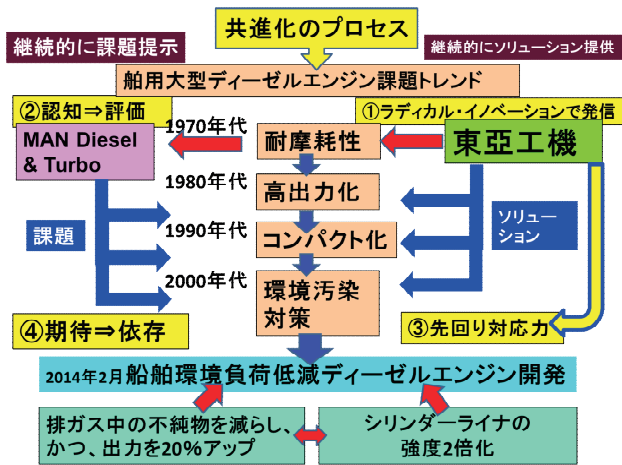 共進化のプロセス
継続的に課題提示
継続的にソリューション提供
舶用大型ディーゼルエンジン課題トレンド
②認知⇒評価
①ラディカル・イノベーションで発信
MAN Diesel
& Turbo
1970年代
耐摩耗性
東亞工機
1980年代
高出力化
課題
1990年代
コンパクト化
ソリュー
ション
2000年代
環境汚染
対策
④期待⇒依存
③先回り対応力
2014年2月船舶環境負荷低減ディーゼルエンジン開発
排ガス中の不純物を減らし、
かつ、出力を20%アップ
シリンダーライナの
強度2倍化